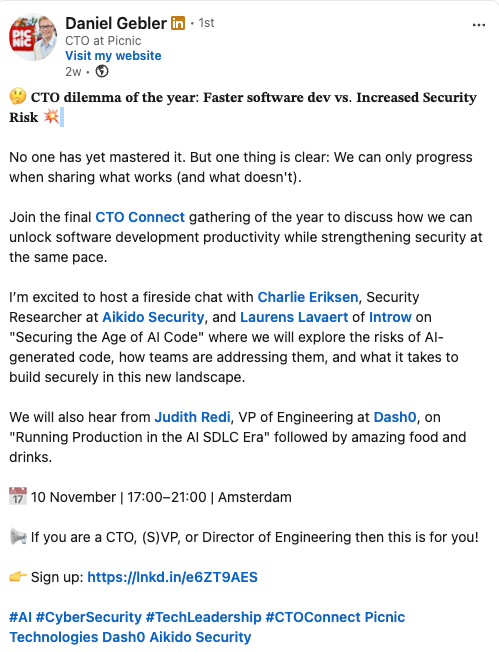 PIC
NIC
Daniel Gebler in · 1st
CTO at Picnic
Visit my website
2w ·
🤔 CTO dilemma of the year: Faster software dev vs. Increased Security
Risk 💥
No one has yet mastered it. But one thing is clear: We can only progress
when sharing what works (and what doesn't).
Join the final CTO Connect gathering of the year to discuss how we can
unlock software development productivity while strengthening security at
the same pace.
I'm excited to host a fireside chat with Charlie Eriksen, Security
Researcher at Aikido Security, and Laurens Lavaert of Introw on
"Securing the Age of AI Code" where we will explore the risks of AI-
generated code, how teams are addressing them, and what it takes to
build securely in this new landscape.
We will also hear from Judith Redi, VP of Engineering at Dash0, on
"Running Production in the AI SDLC Era" followed by amazing food and
drinks.
📅 10 November | 17:00–21:00 | Amsterdam
📢 If you are a CTO, (S)VP, or Director of Engineering then this is for you!
👉 Sign up: https://lnkd.in/e6ZT9AES
#AI #CyberSecurity #TechLeadership #CTOConnect Picnic
Technologies Dash0 Aikido Security